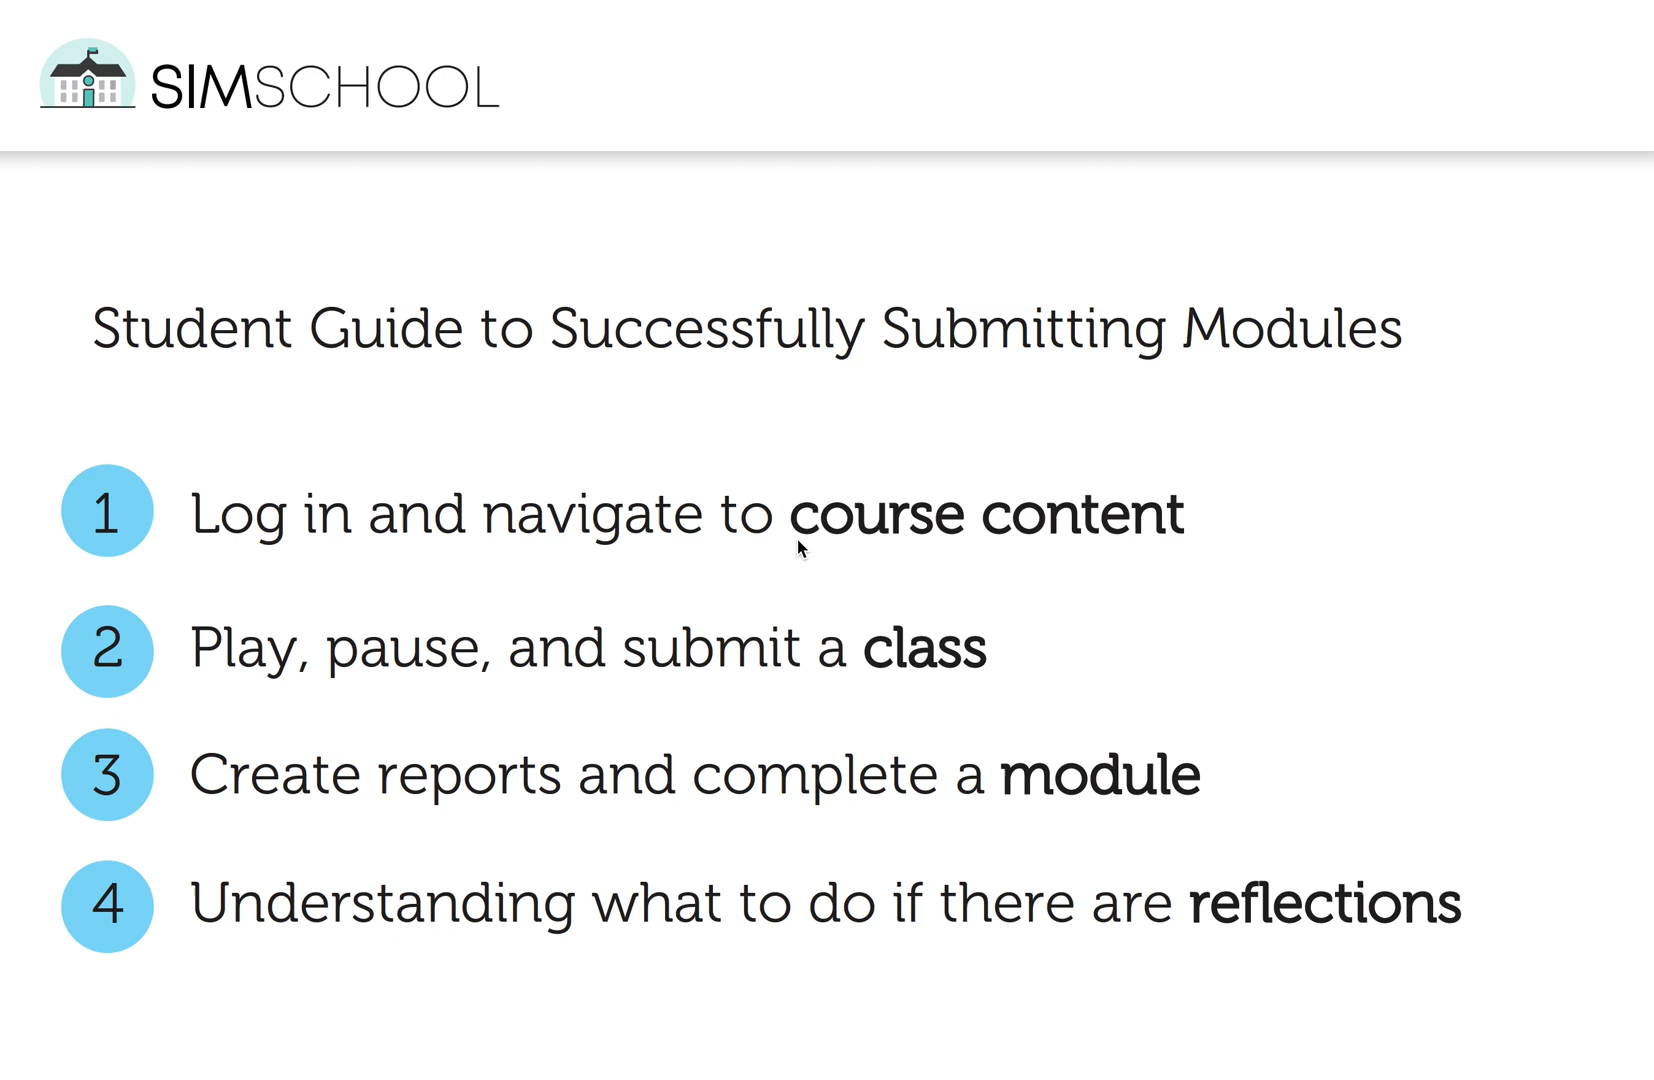 SIMSCHOOL
Student Guide to Successfully Submitting Modules
1 Log in and navigate to course content
2 Play, pause, and submit a class
3 Create reports and complete a module
4 Understanding what to do if there are reflections